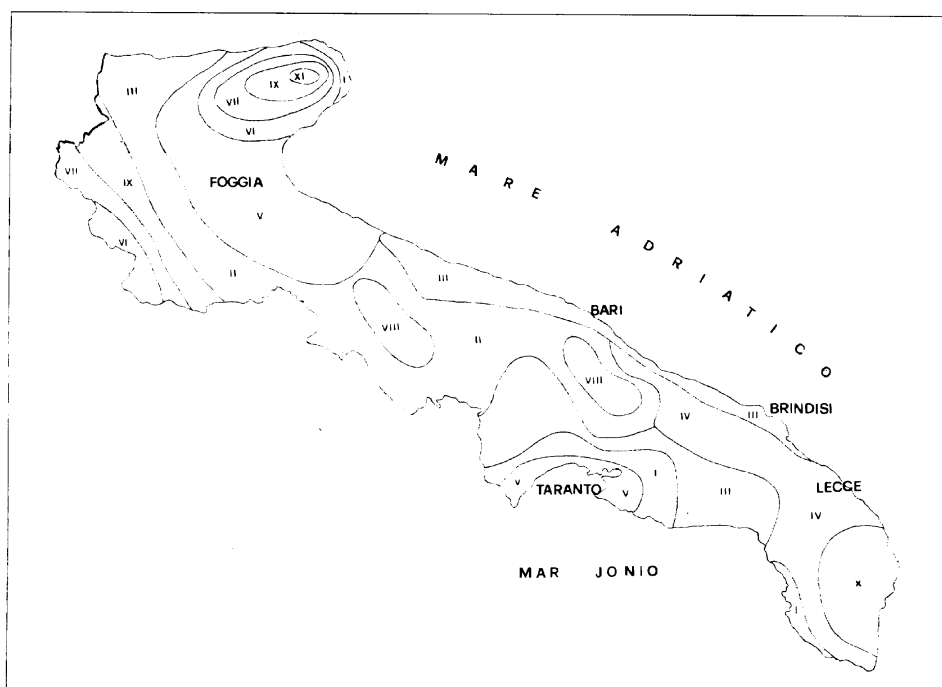 XI
IX
III
VII
VI
VII
IX
FOGGIA
V
VI
II
MARE ADRIATICO
III
BARI
VIII
II
VIII
IV
III
BRINDISI
I
V
TARANTO
V
III
LECCE
IV
MAR JONIO
X
I